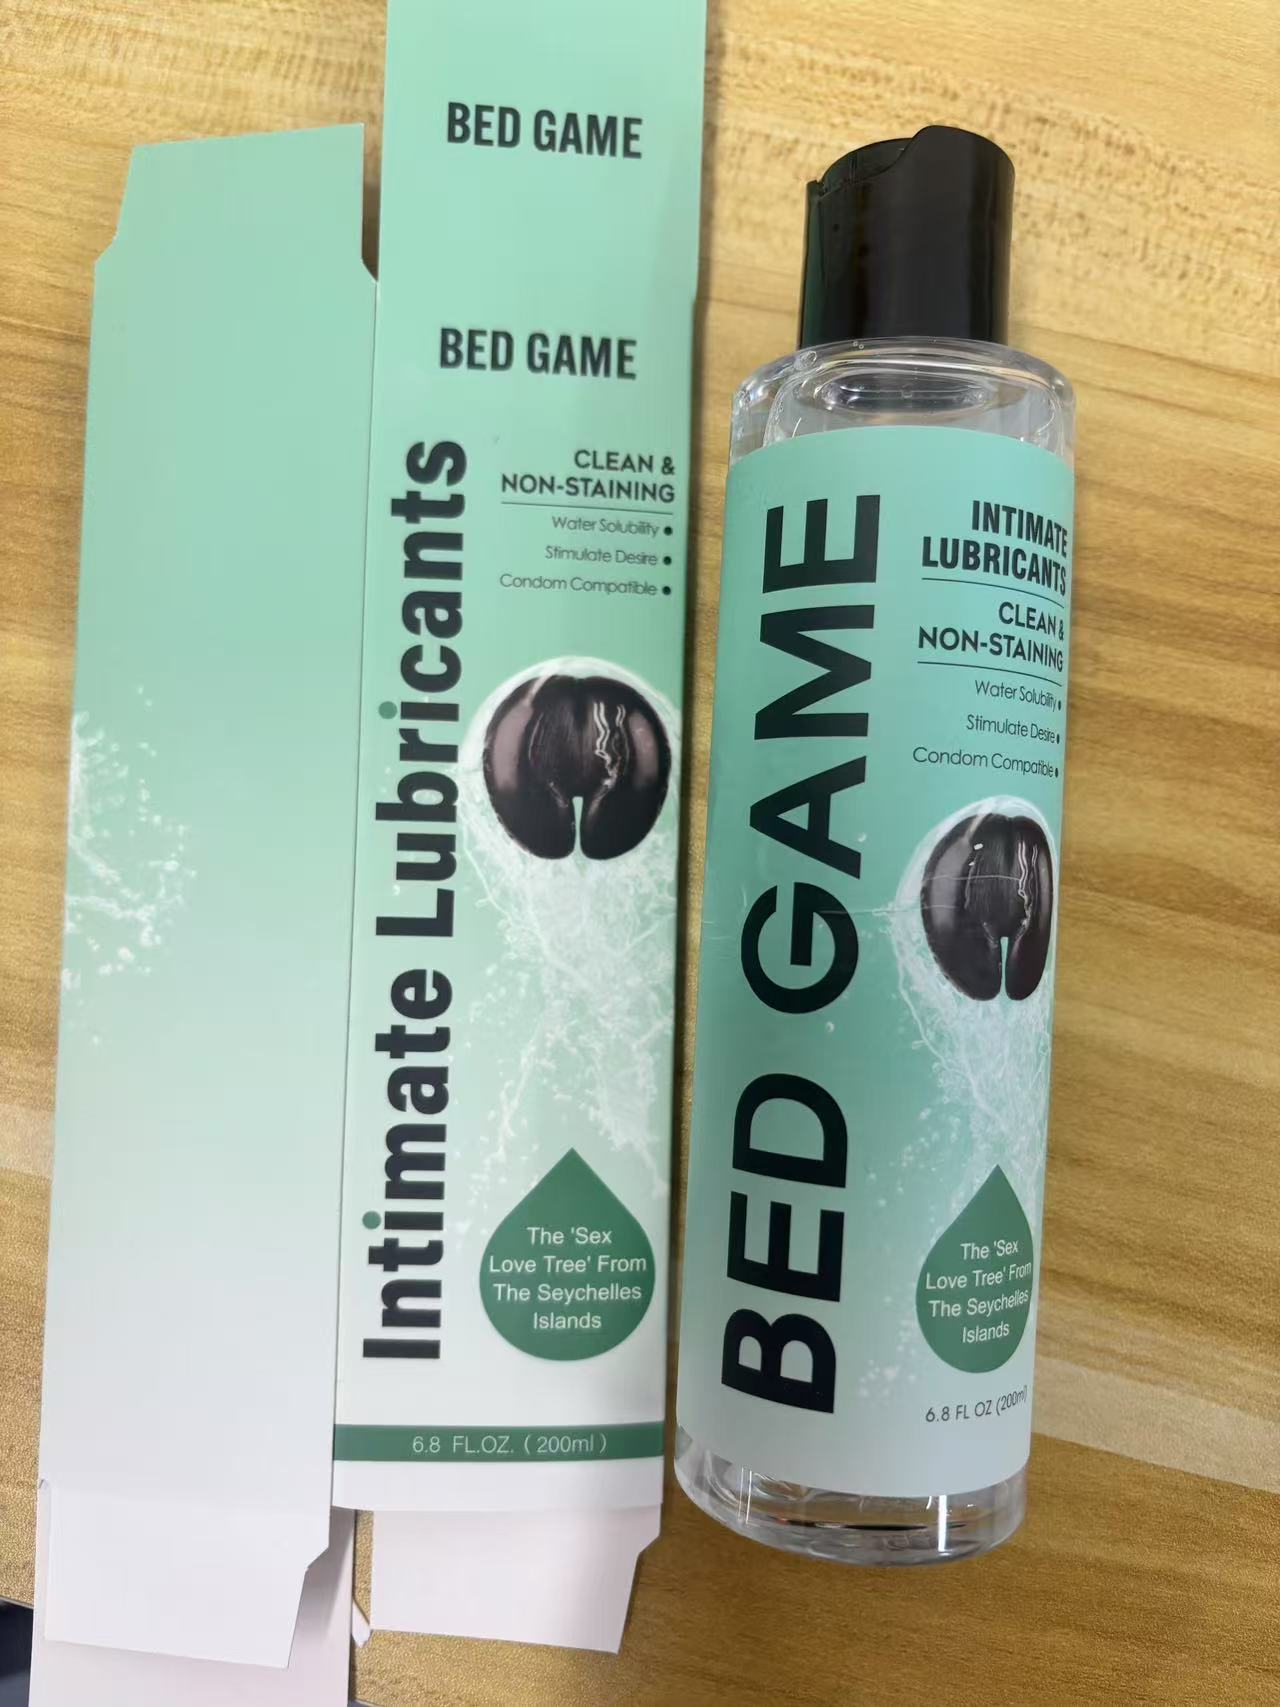 BED GAME
BED GAME
Intimate Lubricants
CLEAN &
NON-STAINING
Water Solubility
Stimulate Desire
Condom Compatible
The 'Sex
Love Tree' From
The Seychelles
Islands
6.8 FL.OZ. ( 200ml )
BED GAME
INTIMATE
LUBRICANTS
CLEAN &
NON-STAINING
Water Solubility
Stimulate Desire
Condom Compatible
The 'Sex
Love Tree' From
The Seychelles
Islands
6.8 FL OZ (200ml)